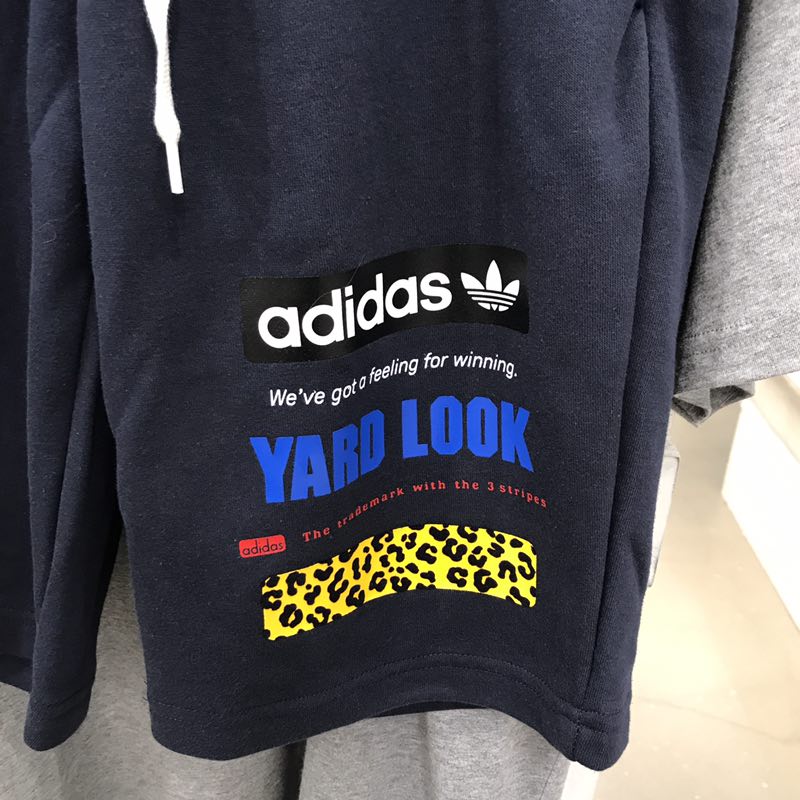 adidas
We've got a feeling for winning.
YARD LOOK
The trademark with the 3 stripes
adidas